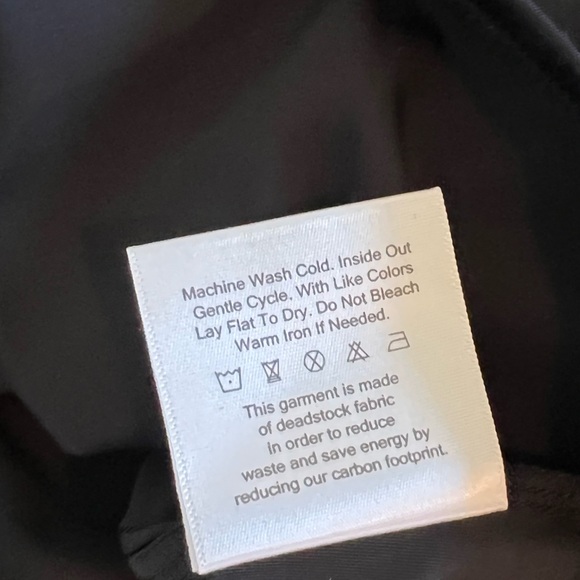 Machine Wash Cold. Inside Out
Gentle Cycle. With Like Colors
Lay Flat To Dry. Do Not Bleach
Warm Iron If Needed.
This garment is made
of deadstock fabric
in order to reduce
waste and save energy by
reducing our carbon footprint.